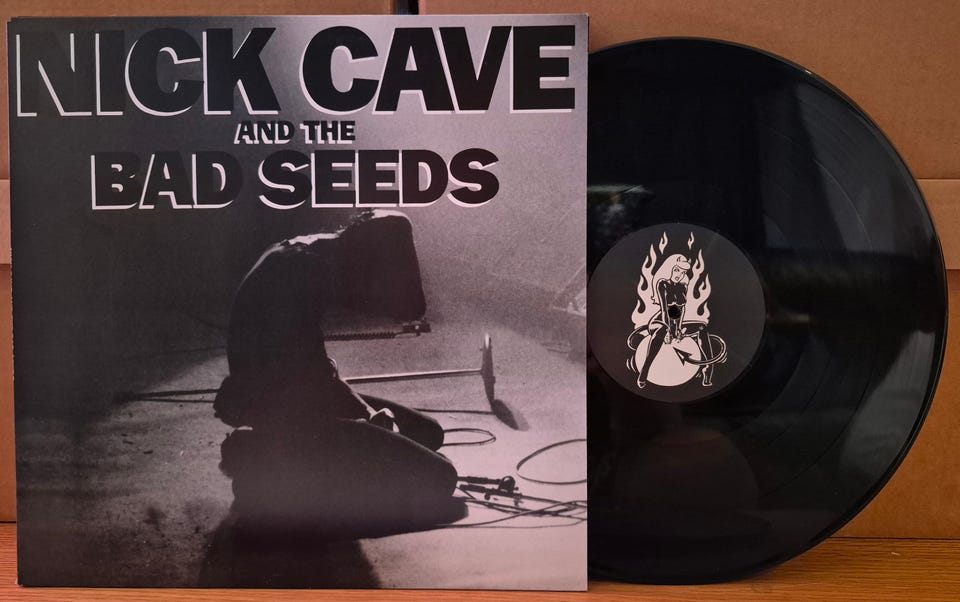 NICK CAVE
AND THE
BAD SEEDS